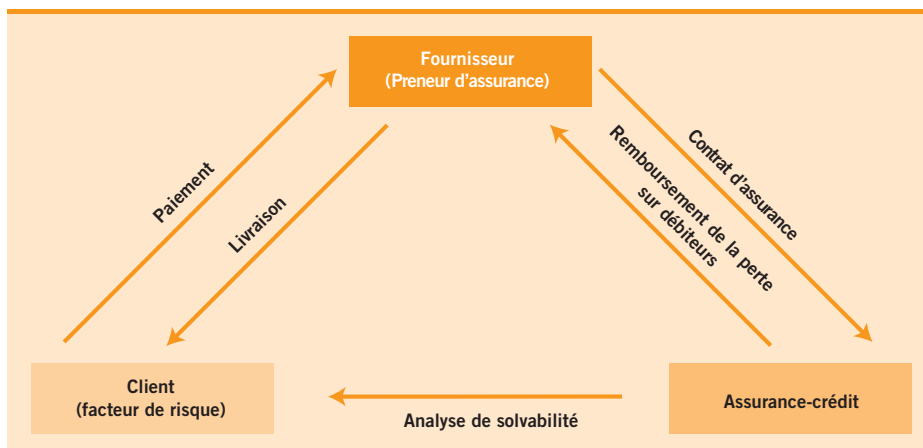 Fournisseur
(Preneur d'assurance)
Paiement
Livraison
Contrat d'assurance
Remboursement de la perte
sur débiteurs
Client
(facteur de risque)
Analyse de solvabilité
Assurance-crédit